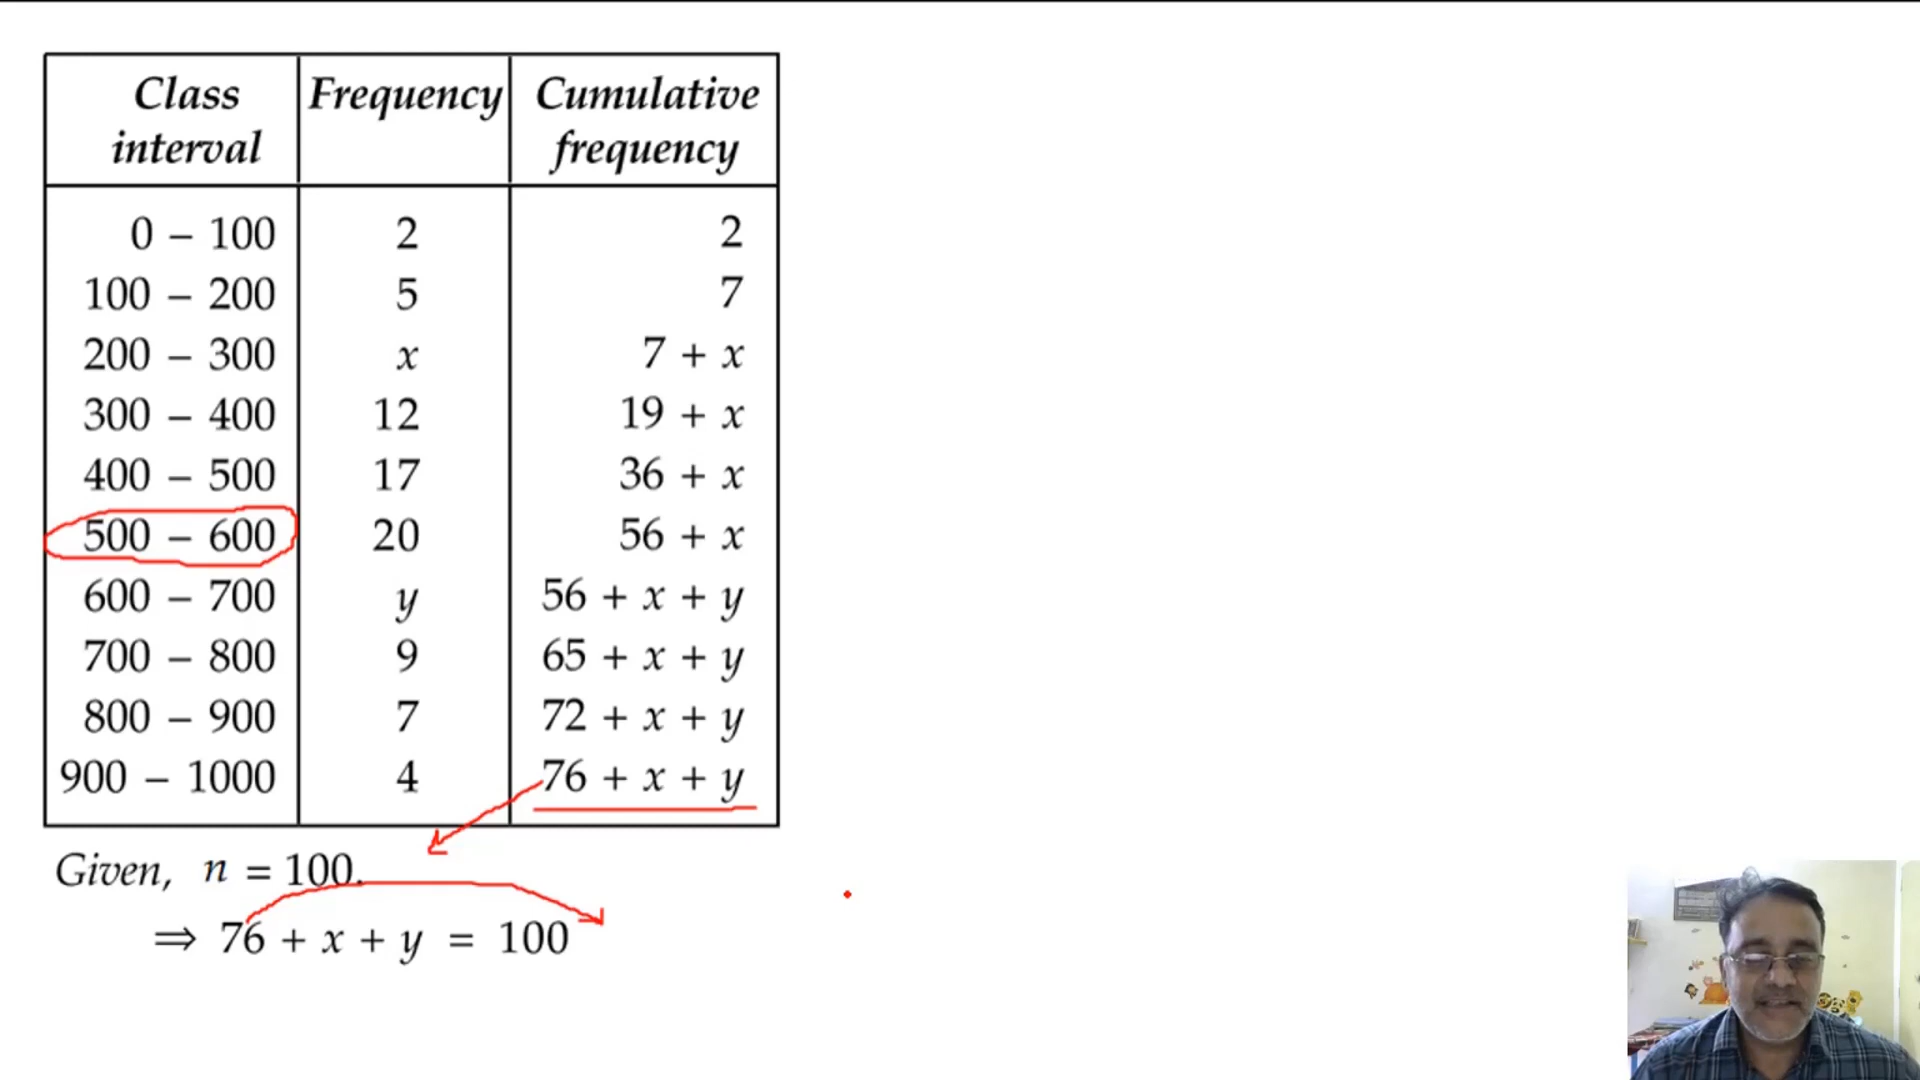 Class interval Frequency Cumulative frequency
0 – 100 2 2
100 – 200 5 7
200 – 300 x 7 + x
300 – 400 12 19 + x
400 – 500 17 36 + x
500 – 600 20 56 + x
600 – 700 y 56 + x + y
700 – 800 9 65 + x + y
800 – 900 7 72 + x + y
900 – 1000 4 76 + x + y
Given, n = 100.
⇒ 76 + x + y = 100